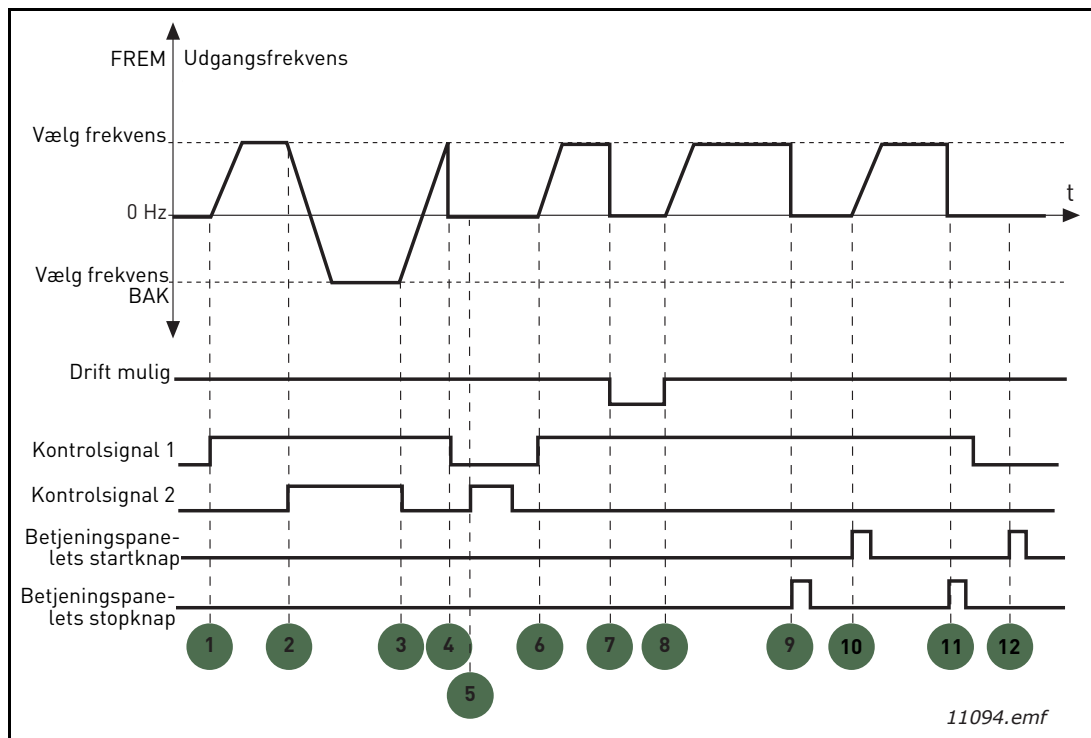 FREM
Udgangsfrekvens
Vælg frekvens
t
0 Hz
Vælg frekvens
BAK
Drift mulig
Kontrolsignal 1
Kontrolsignal 2
Betjeningspane-
lets startknap
Betjeningspane-
lets stopknap
1 2 3 4 6 7 8 9 10 11 12
5
11094.emf